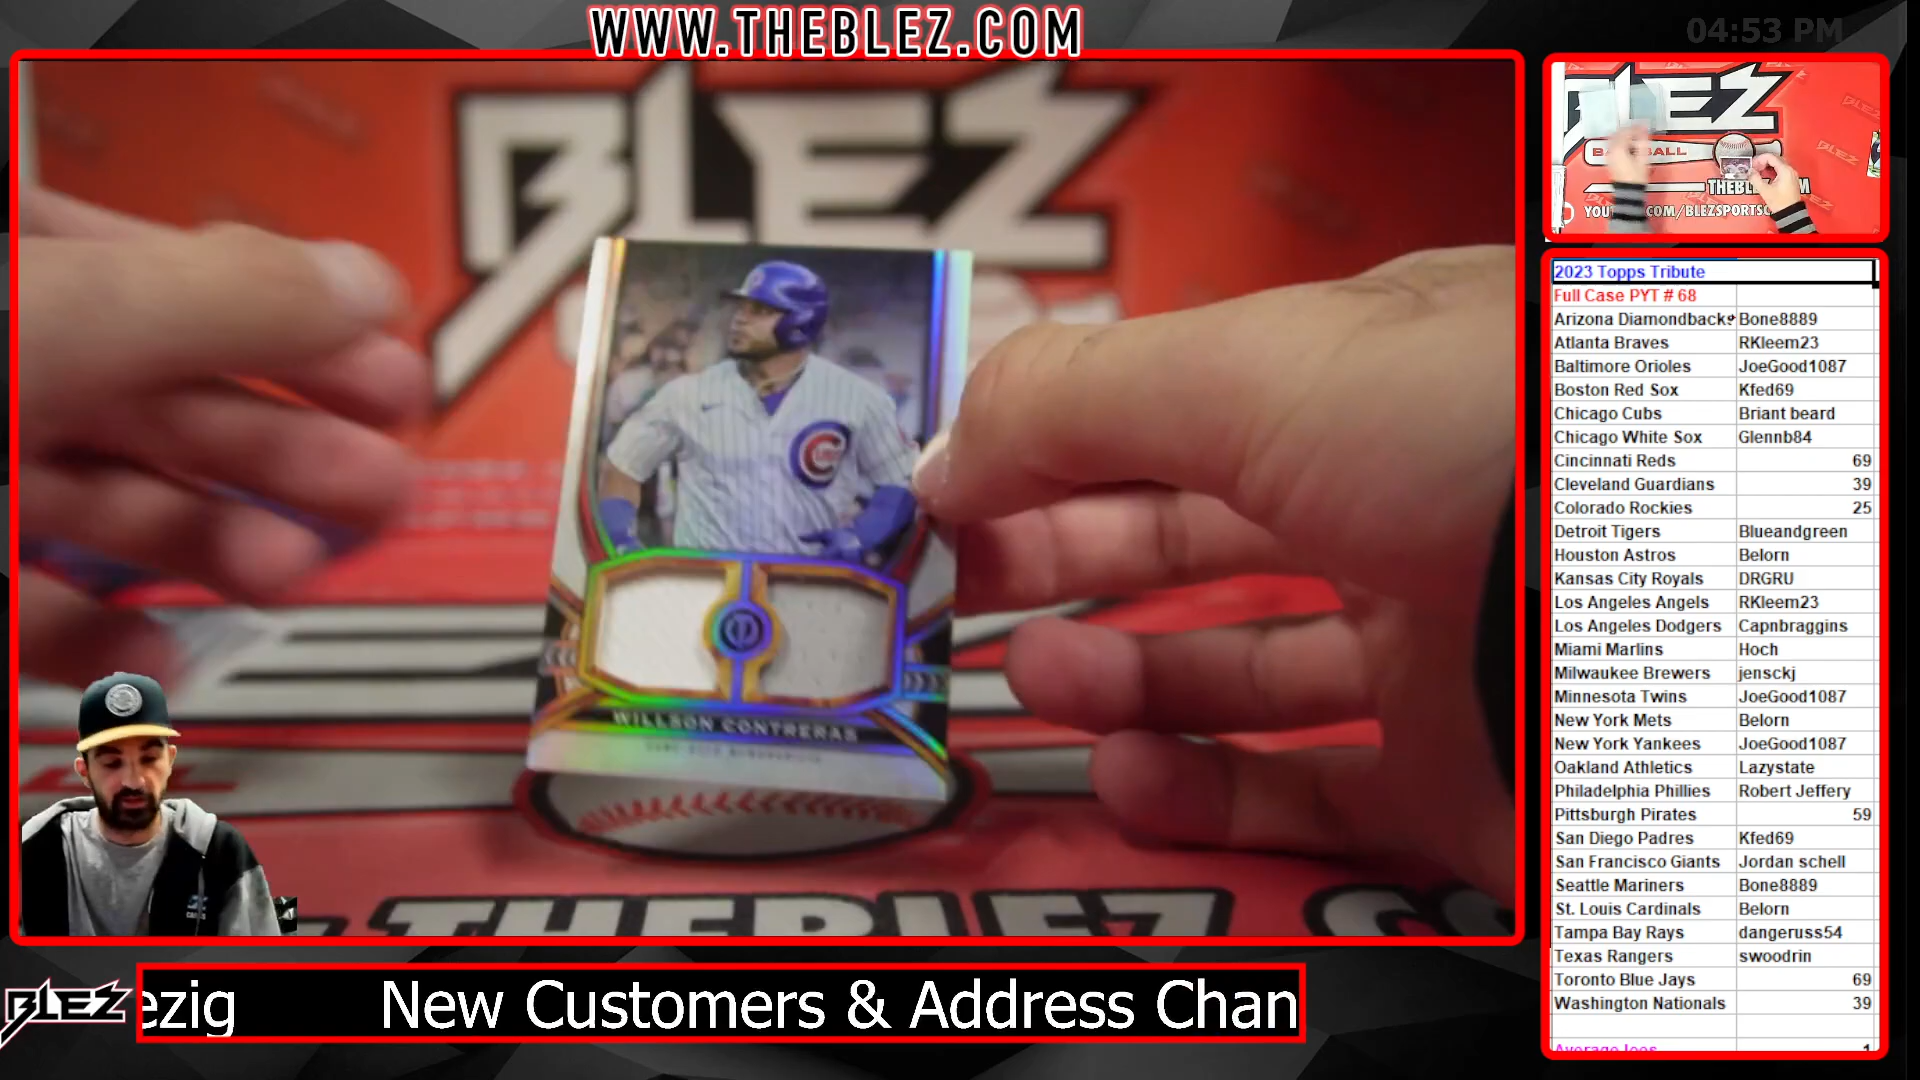 WWW.THEBLEZ.COM
04:53 PM
BLEZ
WILLSON CONTRERAS
BLEZ
BASEBALL
BLEZ
2023 Topps Tribute
Full Case PYT # 68
Arizona Diamondbacks Bone8889
Atlanta Braves RKleem23
Baltimore Orioles JoeGood1087
Boston Red Sox Kfed69
Chicago Cubs Briant beard
Chicago White Sox Glennb84
Cincinnati Reds 69
Cleveland Guardians 39
Colorado Rockies 25
Detroit Tigers Blueandgreen
Houston Astros Belorn
Kansas City Royals DRGRU
Los Angeles Angels RKleem23
Los Angeles Dodgers Capnbraggins
Miami Marlins Hoch
Milwaukee Brewers jensckj
Minnesota Twins JoeGood1087
New York Mets Belorn
New York Yankees JoeGood1087
Oakland Athletics Lazystate
Philadelphia Phillies Robert Jeffery
Pittsburgh Pirates 59
San Diego Padres Kfed69
San Francisco Giants Jordan schell
Seattle Mariners Bone8889
St. Louis Cardinals Belorn
Tampa Bay Rays dangeruss54
Texas Rangers swoodrin
Toronto Blue Jays 69
Washington Nationals 39
BLEZ
ezig New Customers & Address Chan